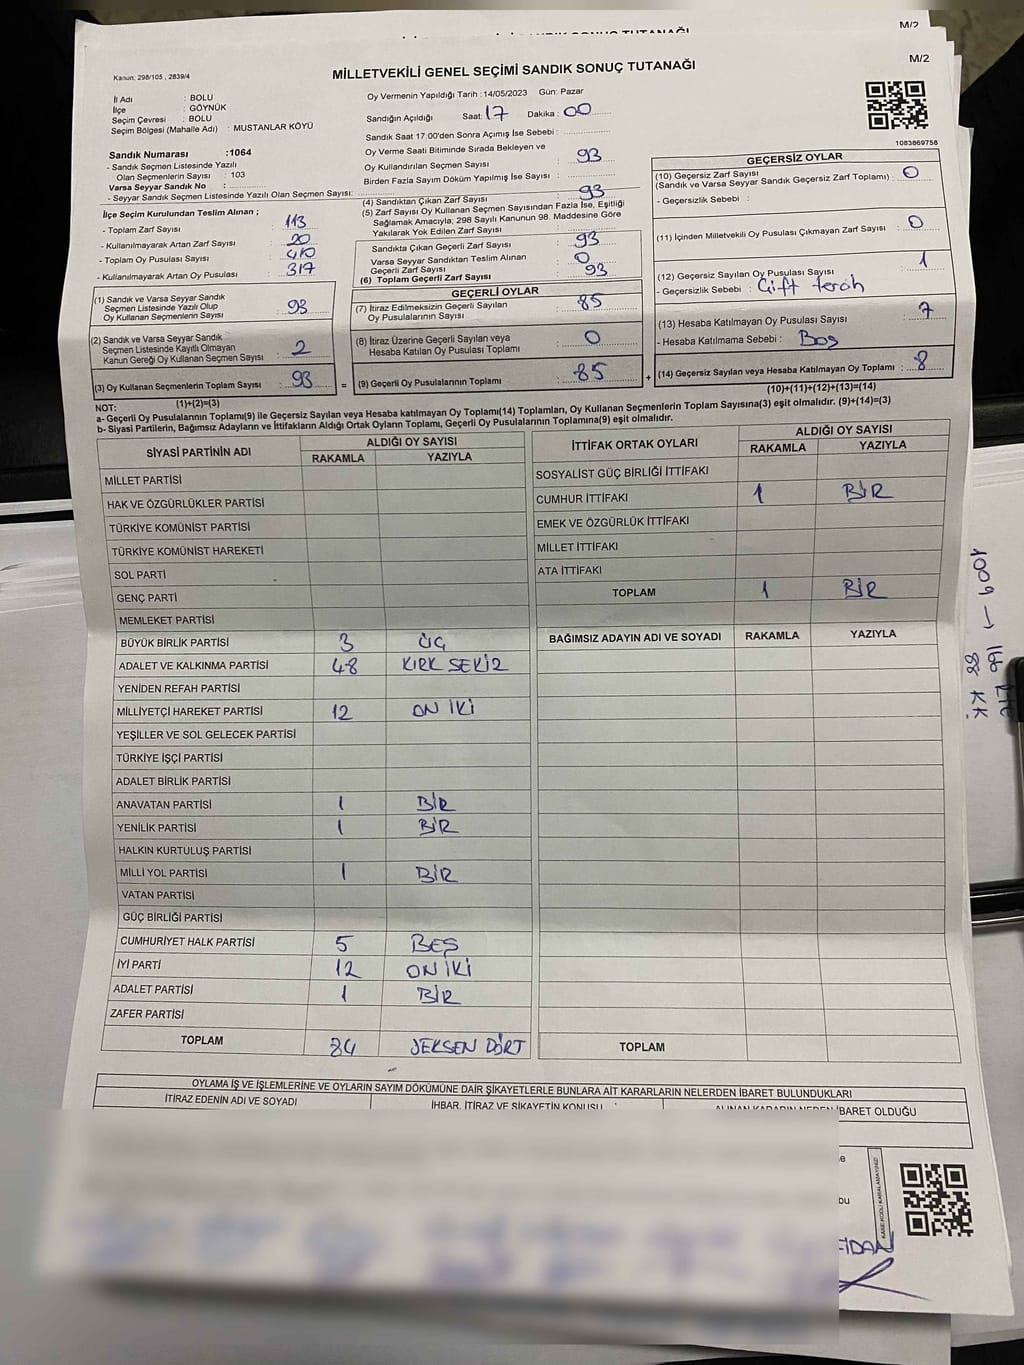 M/2
MİLLETVEKİLİ GENEL SEÇİMİ SANDIK SONUÇ TUTANAĞI
M/2
Kanun: 298/105 , 2839/4
İl Adı : BOLU
İlçe : GÖYNÜK
Seçim Çevresi : BOLU
Seçim Bölgesi (Mahalle Adı) : MUSTANLAR KÖYÜ
Sandık Numarası :1064
- Sandık Seçmen Listesinde Yazılı
Olan Seçmenlerin Sayısı : 103
Varsa Seyyar Sandık No :
- Seyyar Sandık Seçmen Listesinde Yazılı Olan Seçmen Sayısı:
İlçe Seçim Kurulundan Teslim Alınan ;
- Toplam Zarf Sayısı : 113
- Kullanılmayarak Artan Zarf Sayısı : 20
- Toplam Oy Pusulası Sayısı : 410
- Kullanılmayarak Artan Oy Pusulası : 317
(1) Sandık ve Varsa Seyyar Sandık
Seçmen Listesinde Yazılı Olup
Oy Kullanan Seçmenlerin Sayısı : 93
(2) Sandık ve Varsa Seyyar Sandık
Seçmen Listesinde Kayıtlı Olmayan
Kanun Gereği Oy Kullanan Seçmen Sayısı : 2
(3) Oy Kullanan Seçmenlerin Toplam Sayısı : 93
(1)+(2)=(3)
Oy Vermenin Yapıldığı Tarih :14/05/2023 Gün: Pazar
Sandığın Açıldığı Saat: 17 Dakika : 00
Sandık Saat 17:00'den Sonra Açımış İse Sebebi :
Oy Verme Saati Bitiminde Sırada Bekleyen ve
Oy Kullandırılan Seçmen Sayısı : 93
Birden Fazla Sayım Döküm Yapılmış İse Sayısı :
(4) Sandıktan Çıkan Zarf Sayısı : 93
(5) Zarf Sayısı Oy Kullanan Seçmen Sayısından Fazla İse, Eşitliği
Sağlamak Amacıyla, 298 Sayılı Kanunun 98. Maddesine Göre
Yakılarak Yok Edilen Zarf Sayısı :
Sandıkta Çıkan Geçerli Zarf Sayısı : 93
Varsa Seyyar Sandıktan Teslim Alınan
Geçerli Zarf Sayısı : 0
(6) Toplam Geçerli Zarf Sayısı : 93
GEÇERLİ OYLAR
(7) İtiraz Edilmeksizin Geçerli Sayılan
Oy Pusulalarının Sayısı : 85
(8) İtiraz Üzerine Geçerli Sayılan veya
Hesaba Katılan Oy Pusulası Toplamı : 0
= (9) Geçerli Oy Pusulalarının Toplamı : 85 +
1083869758
GEÇERSİZ OYLAR
(10) Geçersiz Zarf Sayısı : 0
(Sandık ve Varsa Seyyar Sandık Geçersiz Zarf Toplamı)
- Geçersizlik Sebebi :
(11) İçinden Milletvekili Oy Pusulası Çıkmayan Zarf Sayısı : 0
(12) Geçersiz Sayılan Oy Pusulası Sayısı : 1
- Geçersizlik Sebebi : Çift tercih
(13) Hesaba Katılmayan Oy Pusulası Sayısı : 7
- Hesaba Katılmama Sebebi : Boş
(14) Geçersiz Sayılan veya Hesaba Katılmayan Oy Toplamı : 8
(10)+(11)+(12)+(13)=(14)
NOT:
a- Geçerli Oy Pusulalarının Toplamı(9) ile Geçersiz Sayılan veya Hesaba katılmayan Oy Toplamı(14) Toplamları, Oy Kullanan Seçmenlerin Toplam Sayısına(3) eşit olmalıdır. (9)+(14)=(3)
b- Siyasi Partilerin, Bağımsız Adayların ve İttifakların Aldığı Ortak Oyların Toplamı, Geçerli Oy Pusulalarının Toplamına(9) eşit olmalıdır.
SİYASİ PARTİNİN ADI ALDIĞI OY SAYISI
RAKAMLA YAZIYLA
MİLLET PARTİSİ
HAK VE ÖZGÜRLÜKLER PARTİSİ
TÜRKİYE KOMÜNİST PARTİSİ
TÜRKİYE KOMÜNİST HAREKETİ
SOL PARTİ
GENÇ PARTİ
MEMLEKET PARTİSİ
BÜYÜK BİRLİK PARTİSİ 3 ÜÇ
ADALET VE KALKINMA PARTİSİ 48 KIRK SEKİZ
YENİDEN REFAH PARTİSİ
MİLLİYETÇİ HAREKET PARTİSİ 12 ON İKİ
YEŞİLLER VE SOL GELECEK PARTİSİ
TÜRKİYE İŞÇİ PARTİSİ
ADALET BİRLİK PARTİSİ
ANAVATAN PARTİSİ 1 BİR
YENİLİK PARTİSİ 1 BİR
HALKIN KURTULUŞ PARTİSİ
MİLLİ YOL PARTİSİ 1 BİR
VATAN PARTİSİ
GÜÇ BİRLİĞİ PARTİSİ
CUMHURİYET HALK PARTİSİ 5 BEŞ
İYİ PARTİ 12 ON İKİ
ADALET PARTİSİ 1 BİR
ZAFER PARTİSİ
TOPLAM 84 SEKSEN DÖRT
İTTİFAK ORTAK OYLARI ALDIĞI OY SAYISI
RAKAMLA YAZIYLA
SOSYALİST GÜÇ BİRLİĞİ İTTİFAKI
CUMHUR İTTİFAKI 1 BİR
EMEK VE ÖZGÜRLÜK İTTİFAKI
MİLLET İTTİFAKI
ATA İTTİFAKI
TOPLAM 1 BİR
BAĞIMSIZ ADAYIN ADI VE SOYADI RAKAMLA YAZIYLA
TOPLAM
OYLAMA İŞ VE İŞLEMLERİNE VE OYLARIN SAYIM DÖKÜMÜNE DAİR ŞİKAYETLERLE BUNLARA AİT KARARLARIN NELERDEN İBARET BULUNDUKLARI
İTİRAZ EDENİN ADI VE SOYADI İHBAR, İTİRAZ VE ŞİKAYETİN KONUSU ALINAN KARARIN NEDEN İBARET OLDUĞU
bu
FİDAN
1009 →
88 KK